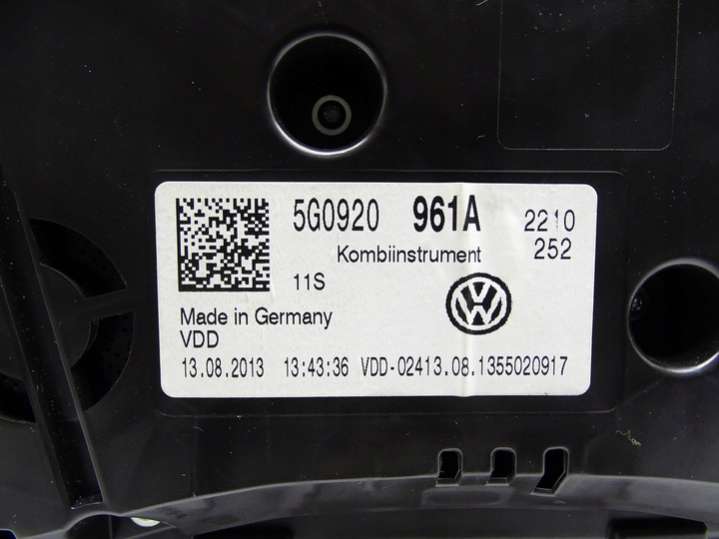 5G0920 961A 2210
Kombiinstrument 252
11S
Made in Germany
VDD
13.08.2013 13:43:36 VDD-02413.08.1355020917